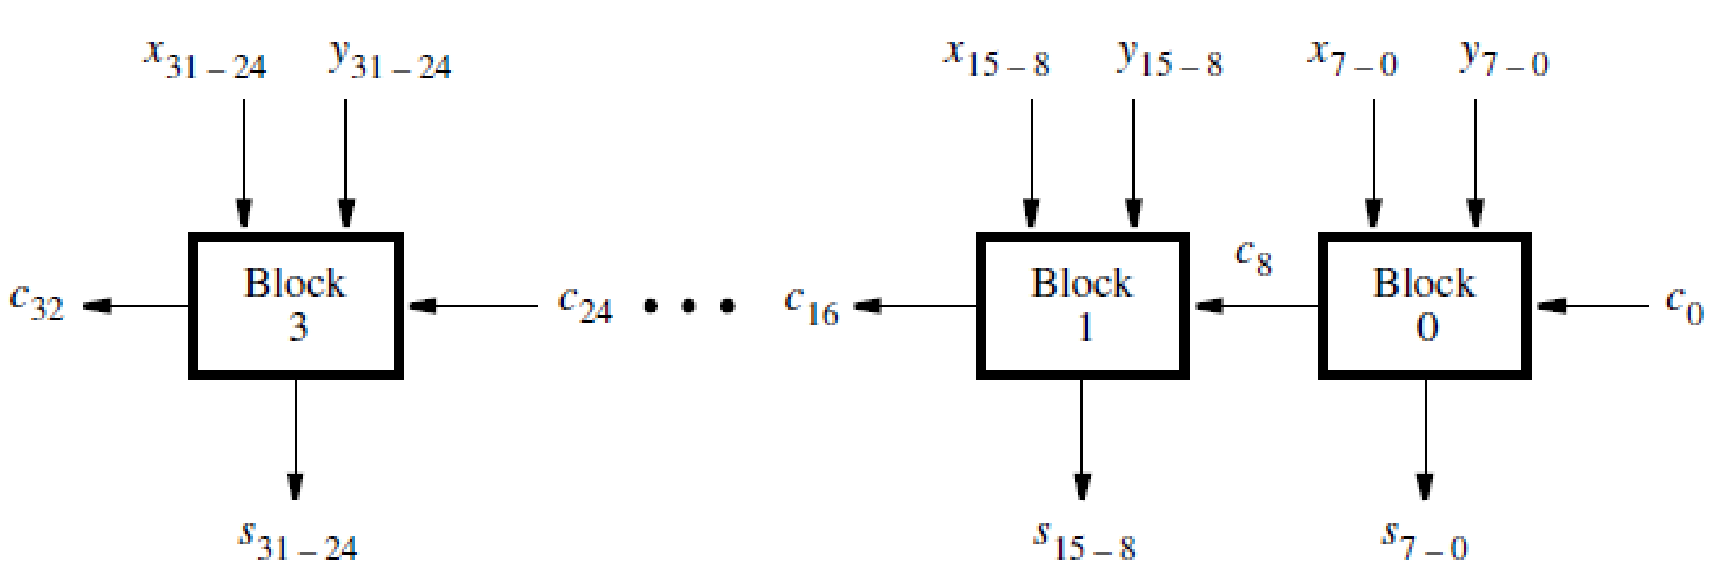 x31 – 24 y31 – 24 x15 – 8 y15 – 8 x7 – 0 y7 – 0
c8
Block Block Block
c32 c24 • • • c16 c0
3 1 0
s31 – 24 s15 – 8 s7 – 0